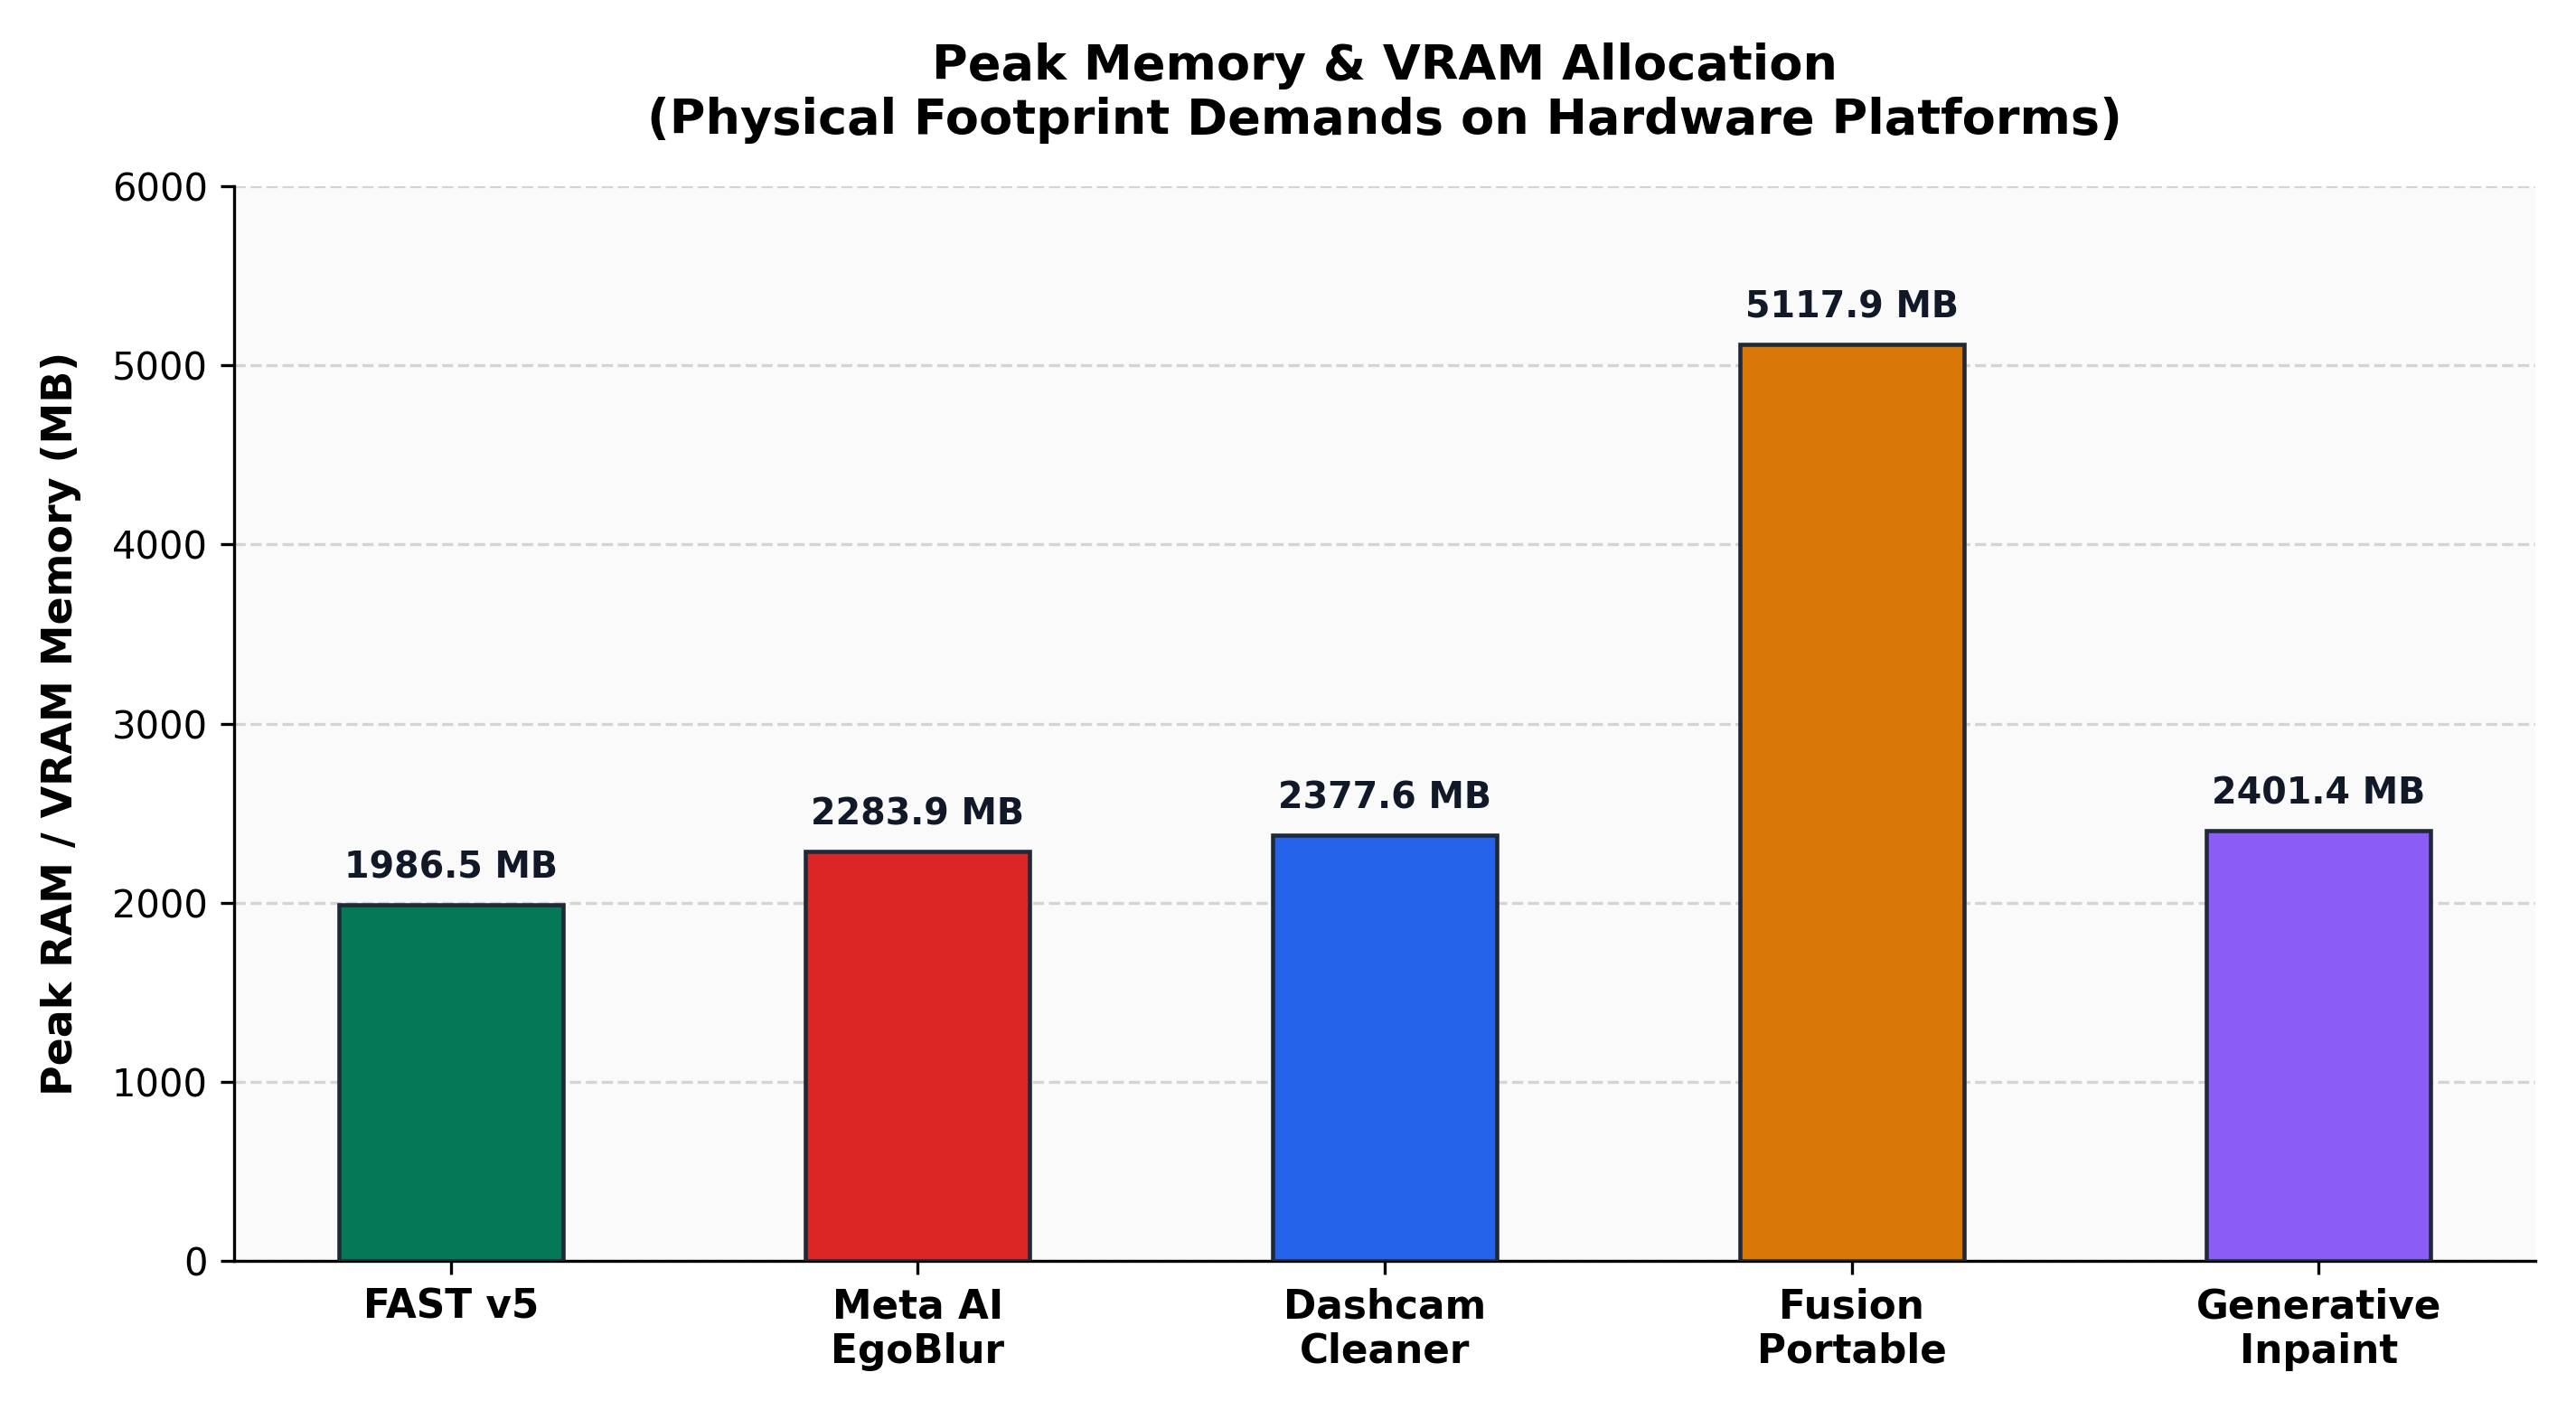 Peak Memory & VRAM Allocation
(Physical Footprint Demands on Hardware Platforms)
Peak RAM / VRAM Memory (MB)
6000
5000
4000
3000
2000
1000
0
1986.5 MB
2283.9 MB
2377.6 MB
5117.9 MB
2401.4 MB
FAST v5
Meta AI
EgoBlur
Dashcam
Cleaner
Fusion
Portable
Generative
Inpaint